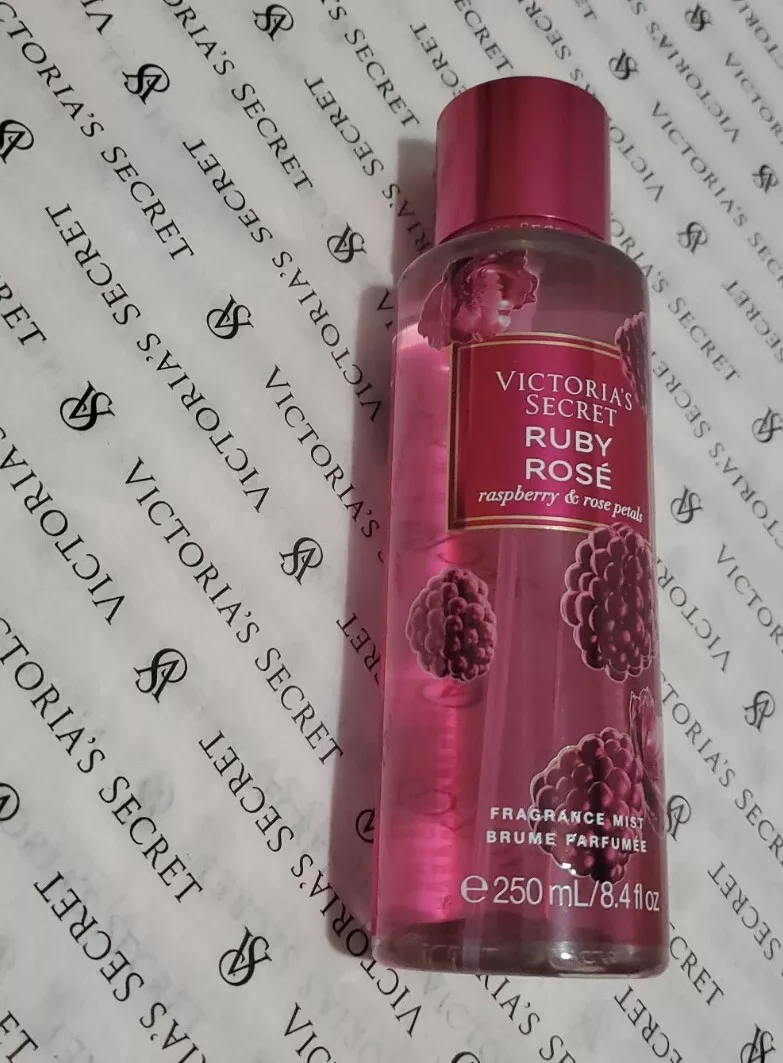 VICTORIA'S
SECRET
RUBY
ROSÉ
raspberry & rose petals
FRAGRANCE MIST
BRUME PARFUMÉE
e 250 mL/8.4 fl oz
VICTORIA'S SECRET
VICTORIA'S SECRET
VICTORIA'S SECRET
VICTORIA'S SECRET
VICTORIA'S SECRET
VICTORIA'S SECRET